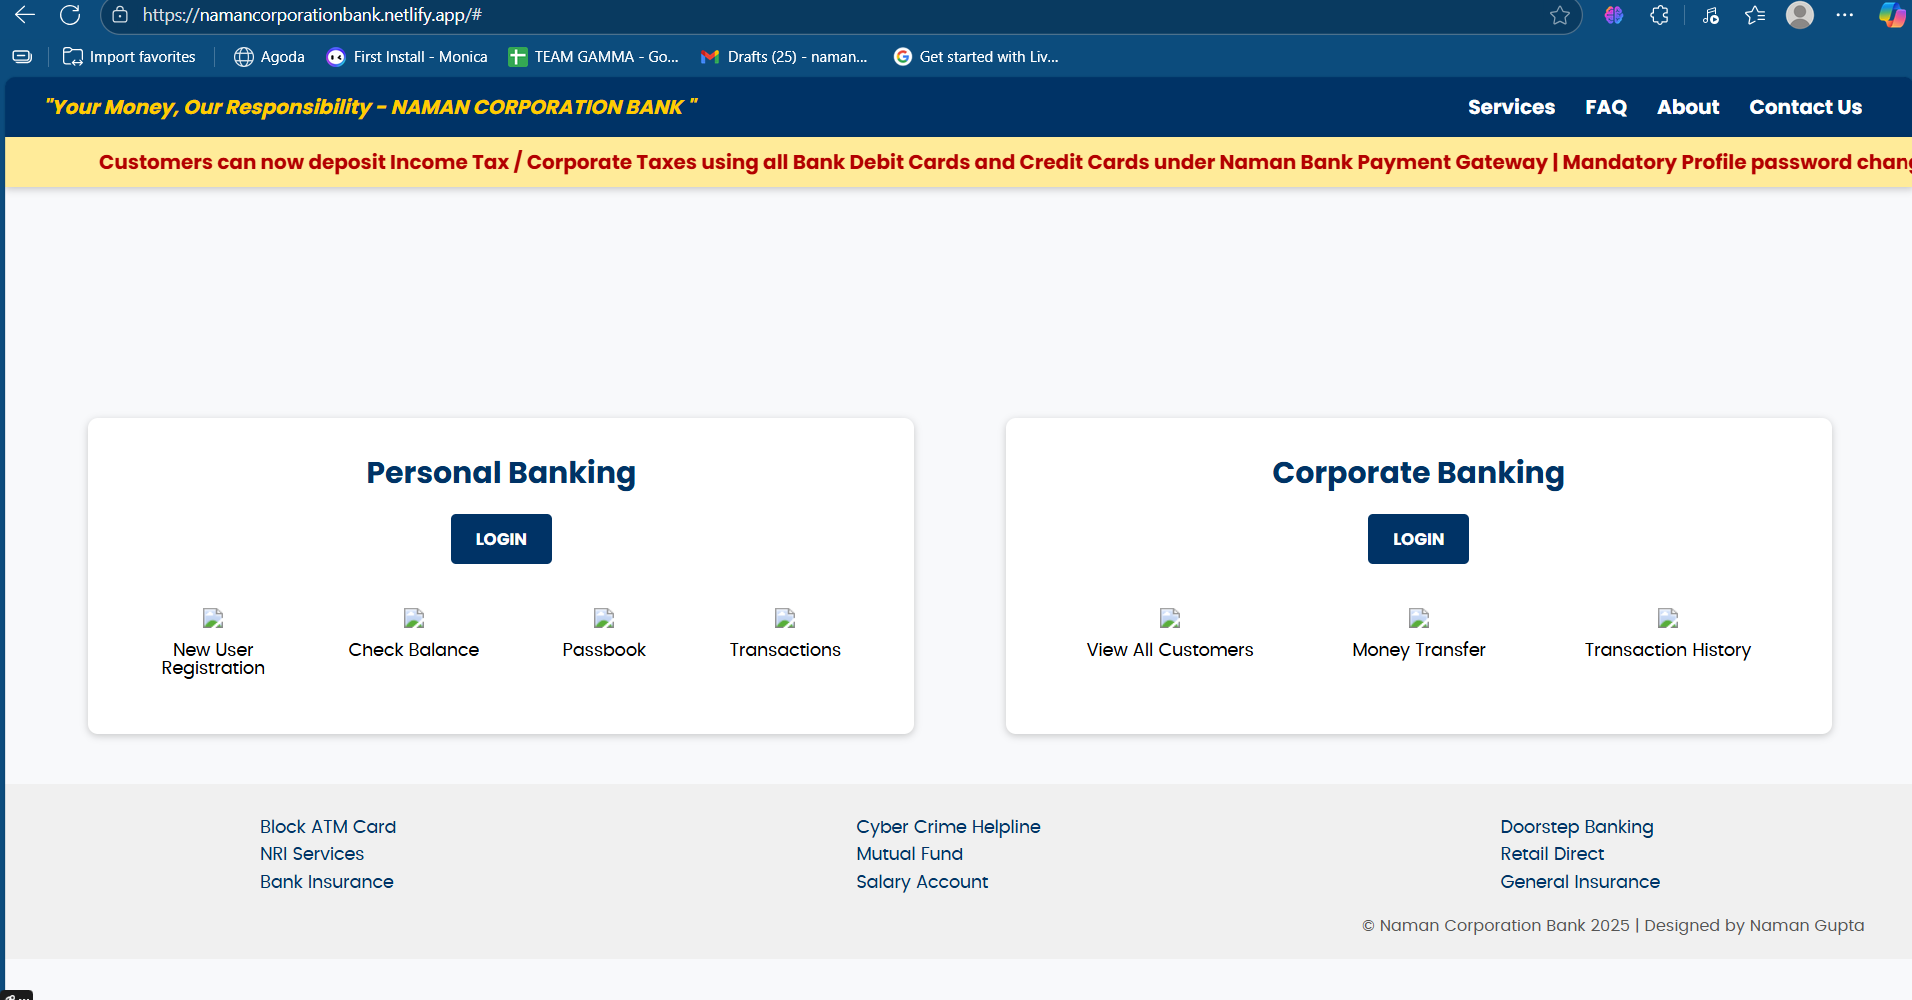 https://namancorporationbank.netlify.app/#
Import favorites
Agoda
First Install - Monica
TEAM GAMMA - Go...
Drafts (25) - naman...
Get started with Liv...
"Your Money, Our Responsibility - NAMAN CORPORATION BANK "
Services
FAQ
About
Contact Us
Customers can now deposit Income Tax / Corporate Taxes using all Bank Debit Cards and Credit Cards under Naman Bank Payment Gateway | Mandatory Profile password chang
Personal Banking
LOGIN
New User
Registration
Check Balance
Passbook
Transactions
Corporate Banking
LOGIN
View All Customers
Money Transfer
Transaction History
Block ATM Card
NRI Services
Bank Insurance
Cyber Crime Helpline
Mutual Fund
Salary Account
Doorstep Banking
Retail Direct
General Insurance
© Naman Corporation Bank 2025 | Designed by Naman Gupta